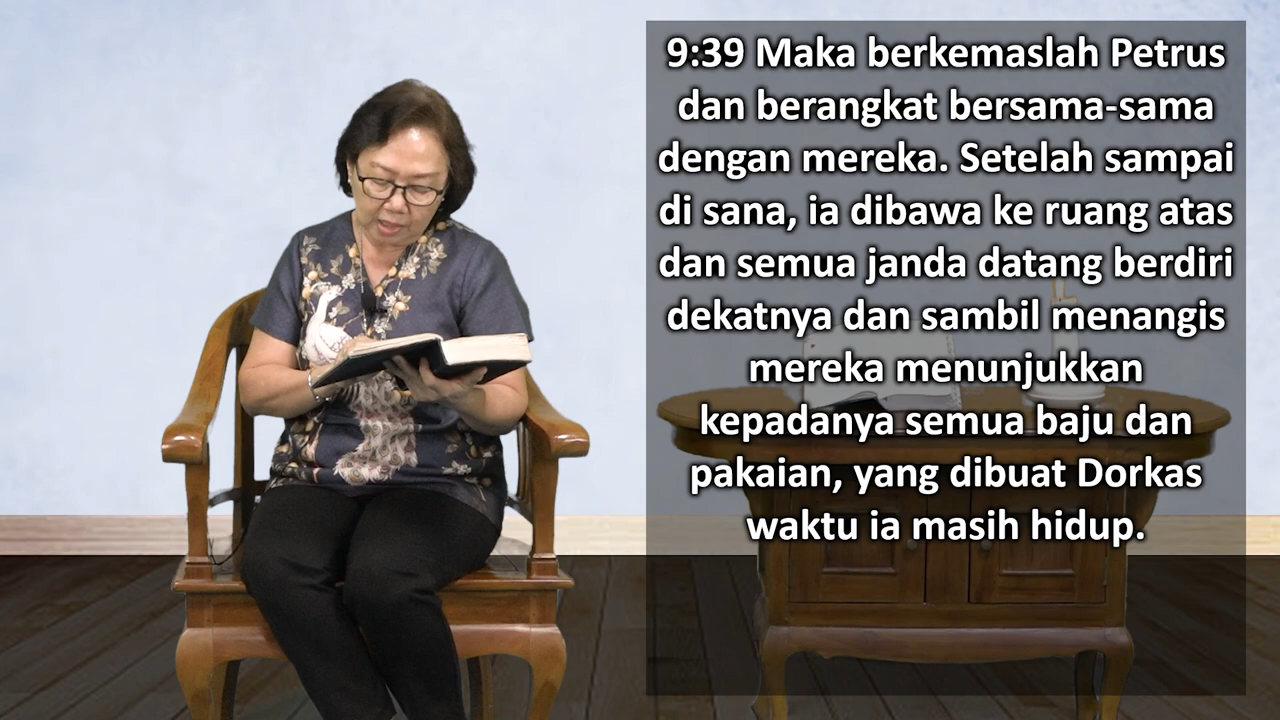 9:39 Maka berkemaslah Petrus
dan berangkat bersama-sama
dengan mereka. Setelah sampai
di sana, ia dibawa ke ruang atas
dan semua janda datang berdiri
dekatnya dan sambil menangis
mereka menunjukkan
kepadanya semua baju dan
pakaian, yang dibuat Dorkas
waktu ia masih hidup.